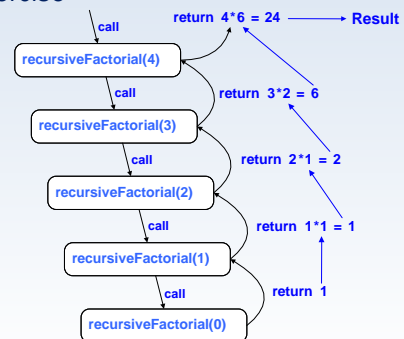 call
return 4*6 = 24
Result
recursiveFactorial(4)
call
return 3*2 = 6
recursiveFactorial(3)
call
return 2*1 = 2
recursiveFactorial(2)
call
return 1*1 = 1
recursiveFactorial(1)
call
return 1
recursiveFactorial(0)